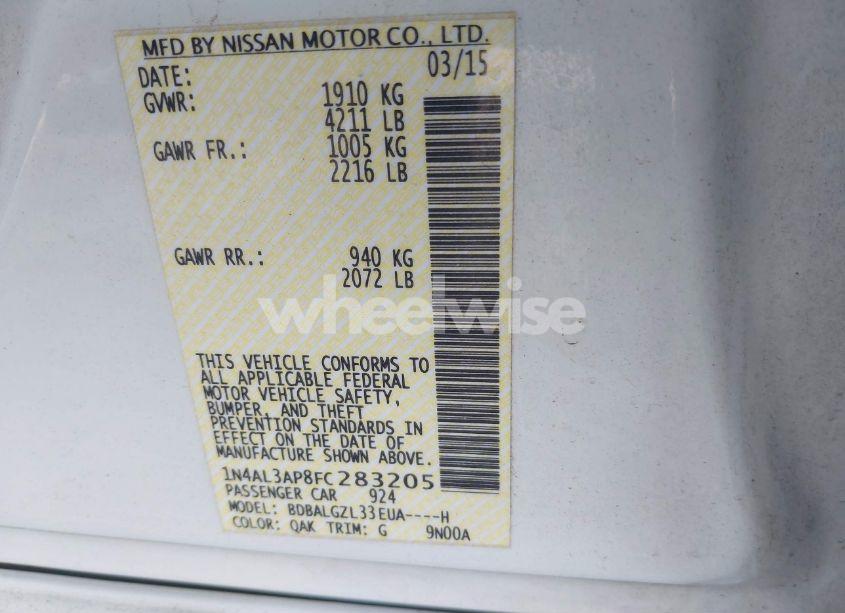 MFD BY NISSAN MOTOR CO., LTD.
DATE: 03/15
GVWR: 1910 KG
4211 LB
GAWR FR.: 1005 KG
2216 LB
GAWR RR.: 940 KG
2072 LB
wheelwise
THIS VEHICLE CONFORMS TO
ALL APPLICABLE FEDERAL
MOTOR VEHICLE SAFETY,
BUMPER, AND THEFT
PREVENTION STANDARDS IN
EFFECT ON THE DATE OF
MANUFACTURE SHOWN ABOVE.
1N4AL3AP8FC283205
PASSENGER CAR 924
MODEL: BDBALGZL33EUA----H
COLOR: QAK TRIM: G 9N00A